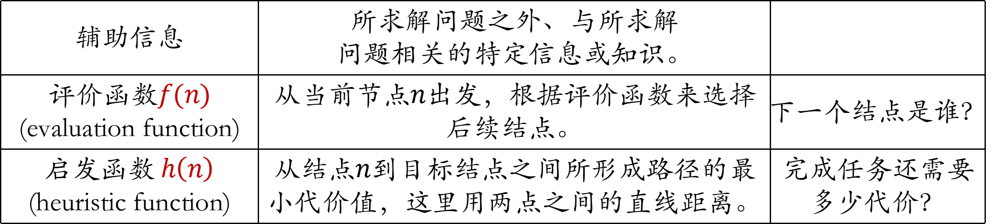 辅助信息
所求解问题之外、与所求解
问题相关的特定信息或知识。
评价函数f(n)
(evaluation function)
从当前节点n出发，根据评价函数来选择
后续结点。
下一个结点是谁？
启发函数 h(n)
(heuristic function)
从结点n到目标结点之间所形成路径的最
小代价值，这里用两点之间的直线距离。
完成任务还需要
多少代价？